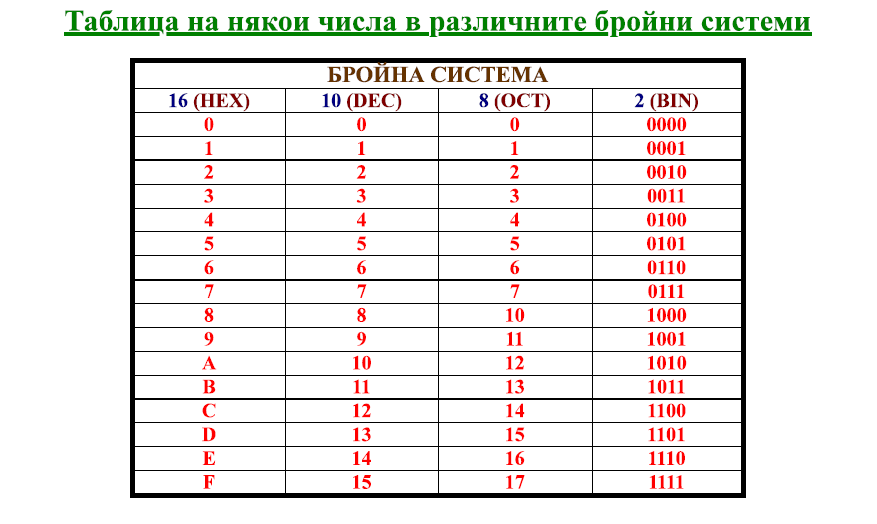 Таблица на някои числа в различните бройни системи
БРОЙНА СИСТЕМА
16 (HEX) 10 (DEC) 8 (OCT) 2 (BIN)
0 0 0 0000
1 1 1 0001
2 2 2 0010
3 3 3 0011
4 4 4 0100
5 5 5 0101
6 6 6 0110
7 7 7 0111
8 8 10 1000
9 9 11 1001
A 10 12 1010
B 11 13 1011
C 12 14 1100
D 13 15 1101
E 14 16 1110
F 15 17 1111